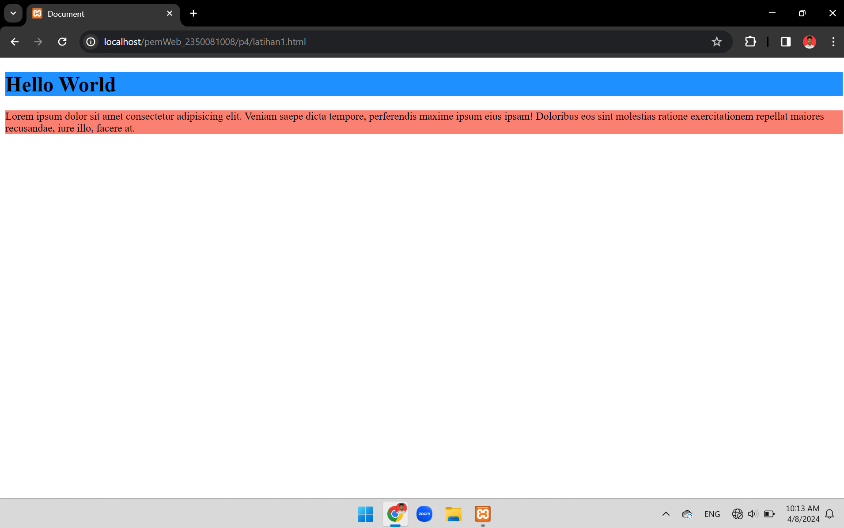 Document
localhost/pemWeb_2350081008/p4/latihan1.html
Hello World
Lorem ipsum dolor sit amet consectetur adipisicing elit. Veniam saepe dicta tempore, perferendis maxime ipsum eius ipsam! Doloribus eos sint molestias ratione exercitationem repellat maiores
recusandae, iure illo, facere at.
zoom
ENG
10:13 AM
4/8/2024